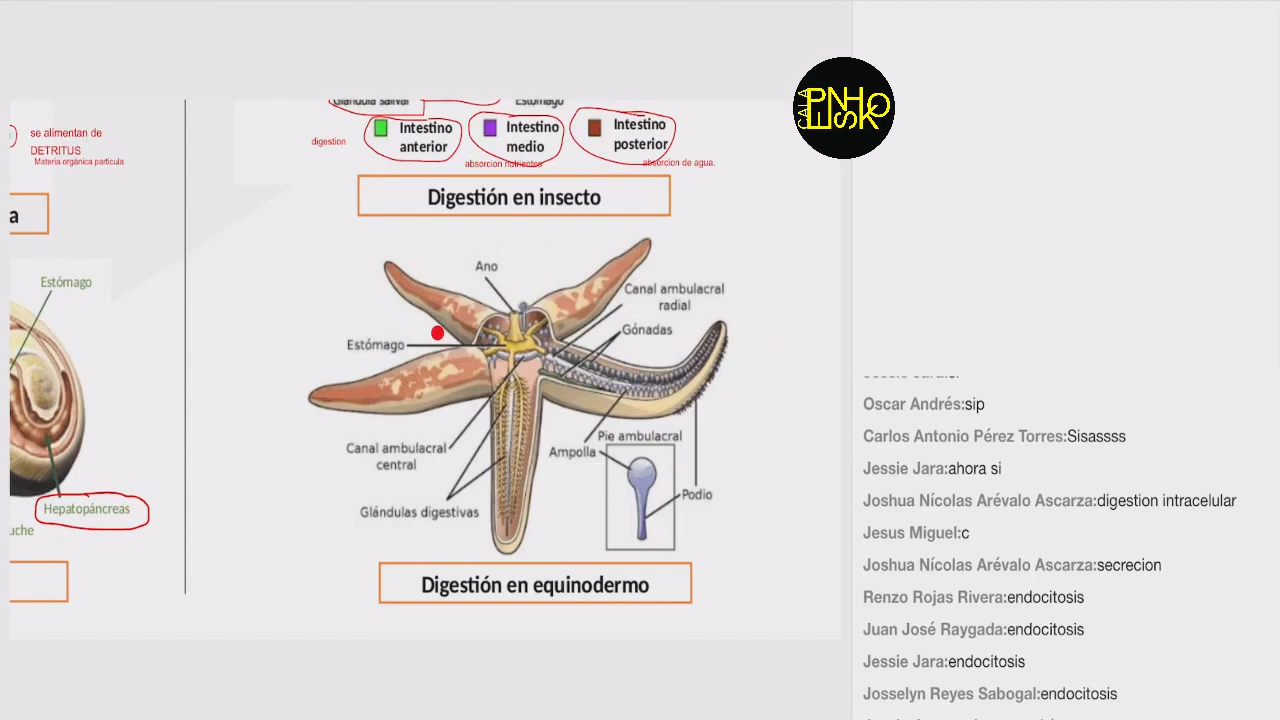 se alimentan de
DETRITUS
Materia orgánica particula
a
Estómago
Hepatopáncreas
uche
Glándula salival
Estómago
Intestino
anterior
Intestino
medio
Intestino
posterior
digestion
absorcion nutrientes
absorcion de agua.
Digestión en insecto
Ano
Canal ambulacral
radial
Gónadas
Estómago
Canal ambulacral
central
Pie ambulacral
Ampolla
Podio
Glándulas digestivas
Digestión en equinodermo
Oscar Andrés:sip
Carlos Antonio Pérez Torres:Sisassss
Jessie Jara:ahora si
Joshua Nícolas Arévalo Ascarza:digestion intracelular
Jesus Miguel:c
Joshua Nícolas Arévalo Ascarza:secrecion
Renzo Rojas Rivera:endocitosis
Juan José Raygada:endocitosis
Jessie Jara:endocitosis
Josselyn Reyes Sabogal:endocitosis